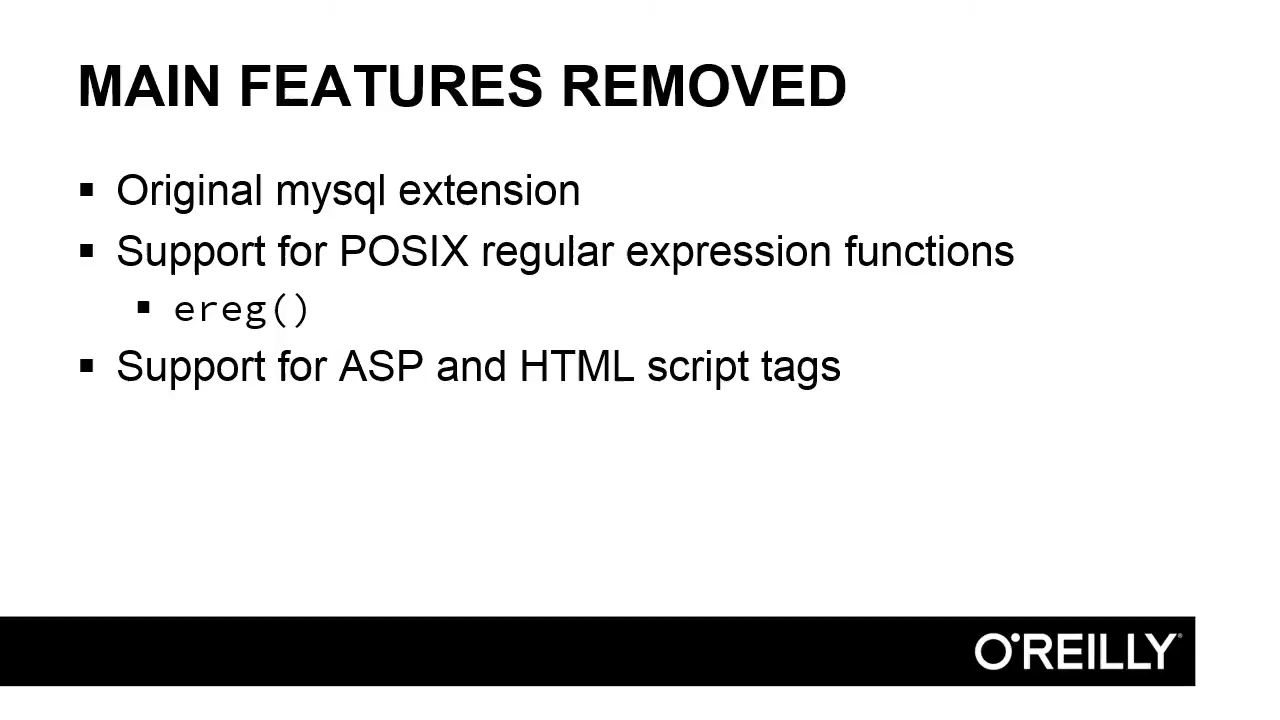 MAIN FEATURES REMOVED
▪ Original mysql extension
▪ Support for POSIX regular expression functions
▪ ereg()
▪ Support for ASP and HTML script tags
O'REILLY®